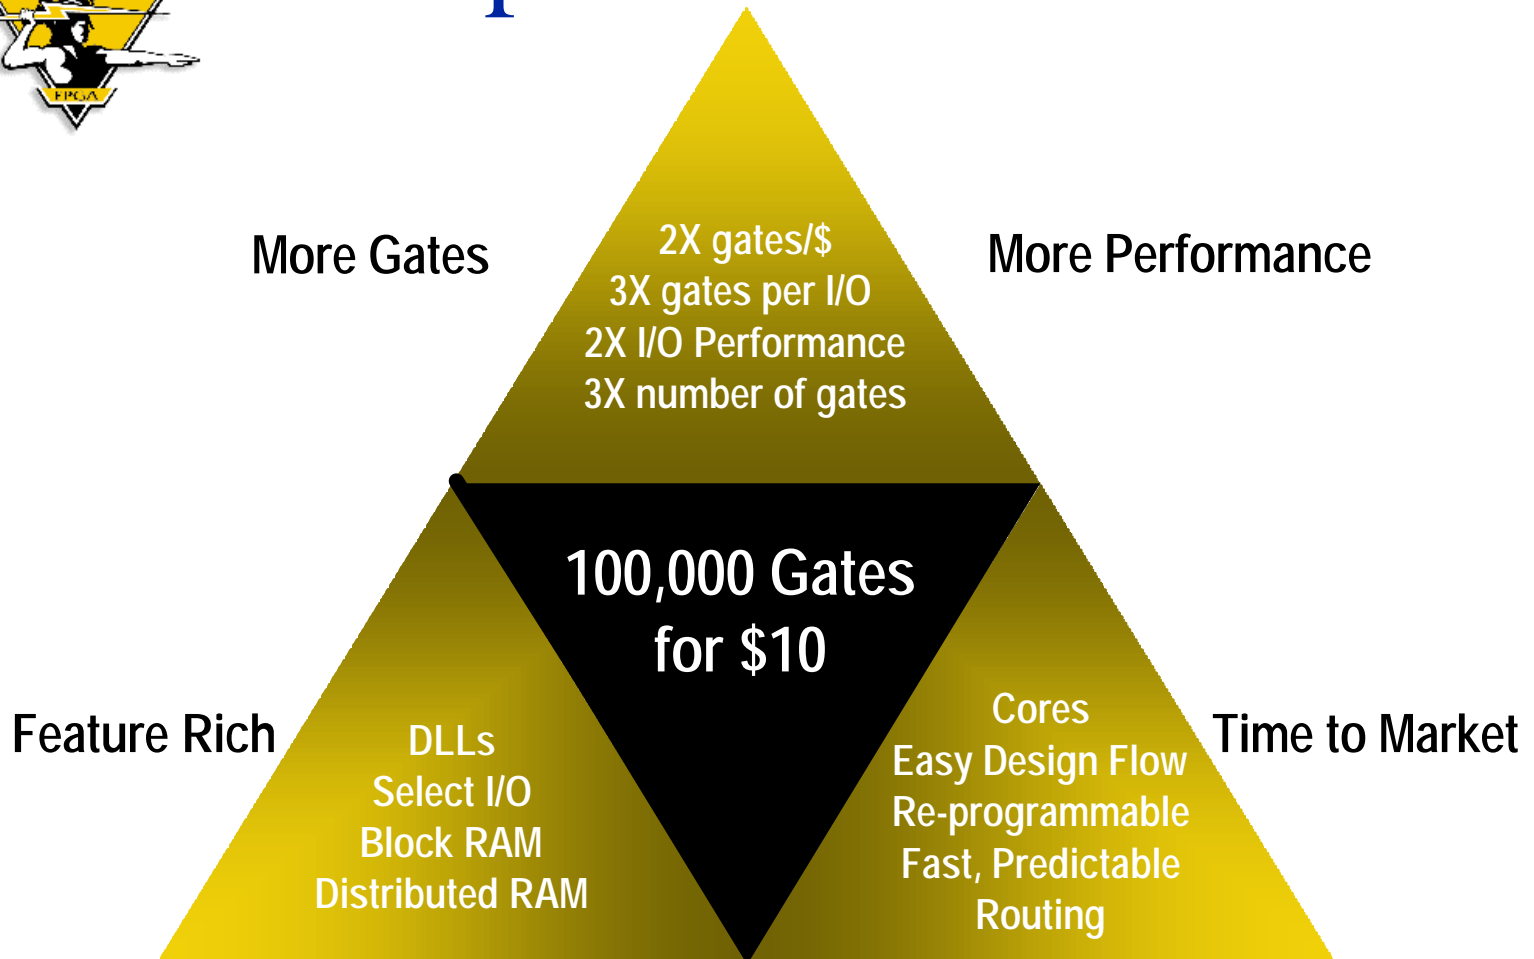 FPGA
More Gates
2X gates/$
3X gates per I/O
2X I/O Performance
3X number of gates
More Performance
100,000 Gates
for $10
Feature Rich
DLLs
Select I/O
Block RAM
Distributed RAM
Cores
Easy Design Flow
Re-programmable
Fast, Predictable
Routing
Time to Market